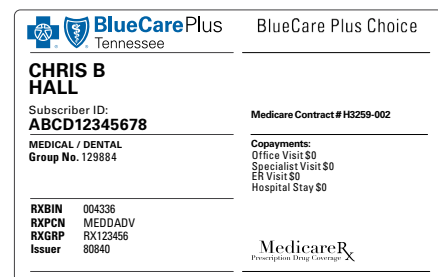 BlueCarePlus
Tennessee
BlueCare Plus Choice
CHRIS B
HALL
Subscriber ID:
ABCD12345678
Medicare Contract # H3259-002
MEDICAL / DENTAL
Group No. 129884
Copayments:
Office Visit $0
Specialist Visit $0
ER Visit $0
Hospital Stay $0
RXBIN 004336
RXPCN MEDDADV
RXGRP RX123456
Issuer 80840
MedicareRx
Prescription Drug Coverage